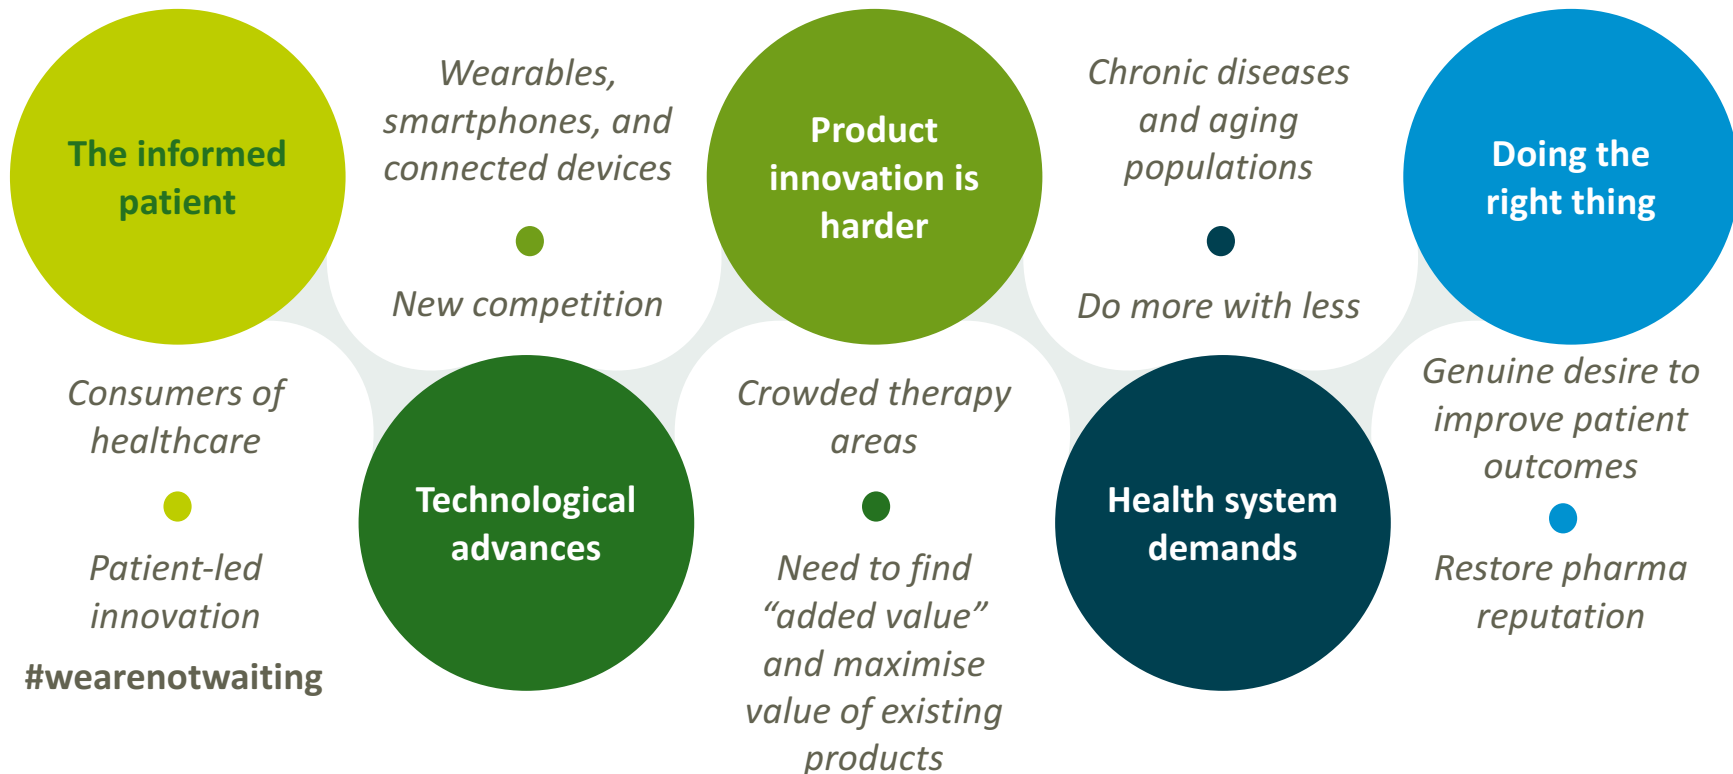 The informed
patient
Consumers of
healthcare
Patient-led
innovation
#wearenotwaiting
Wearables,
smartphones, and
connected devices
New competition
Technological
advances
Product
innovation is
harder
Crowded therapy
areas
Need to find
“added value”
and maximise
value of existing
products
Chronic diseases
and aging
populations
Do more with less
Health system
demands
Doing the
right thing
Genuine desire to
improve patient
outcomes
Restore pharma
reputation